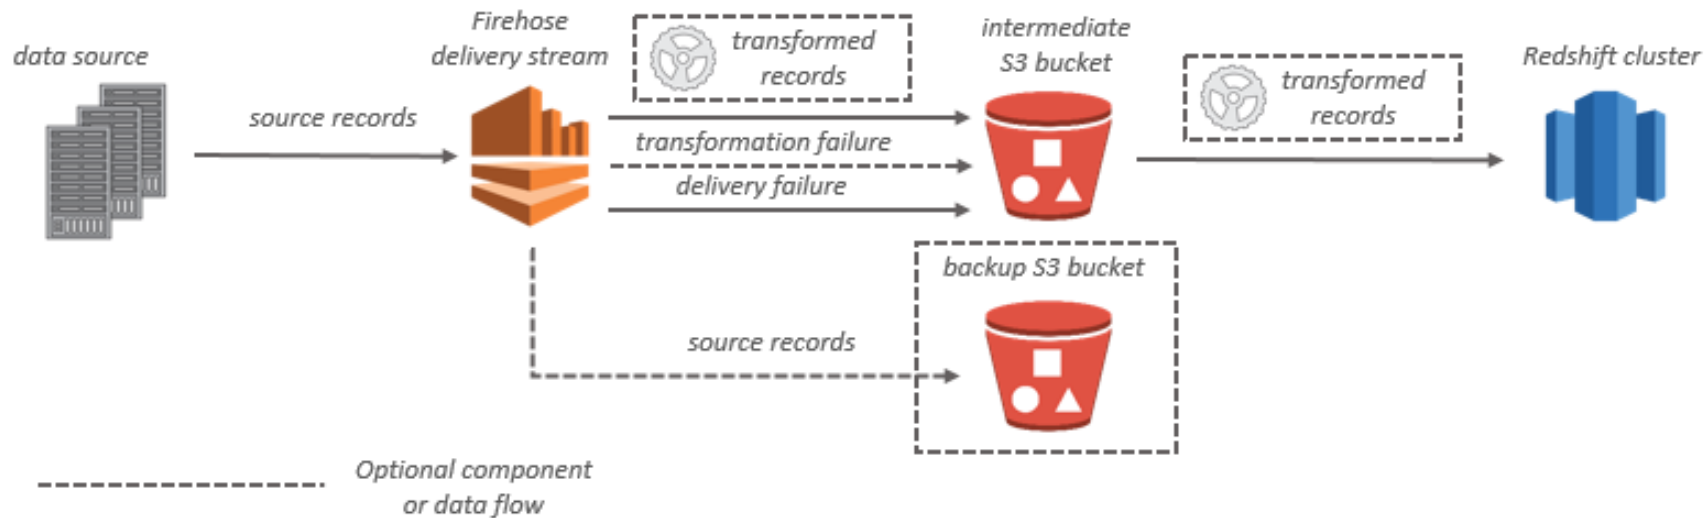 data source
source records
Firehose
delivery stream
transformed
records
transformation failure
delivery failure
intermediate
S3 bucket
transformed
records
Redshift cluster
source records
backup S3 bucket
Optional component
or data flow